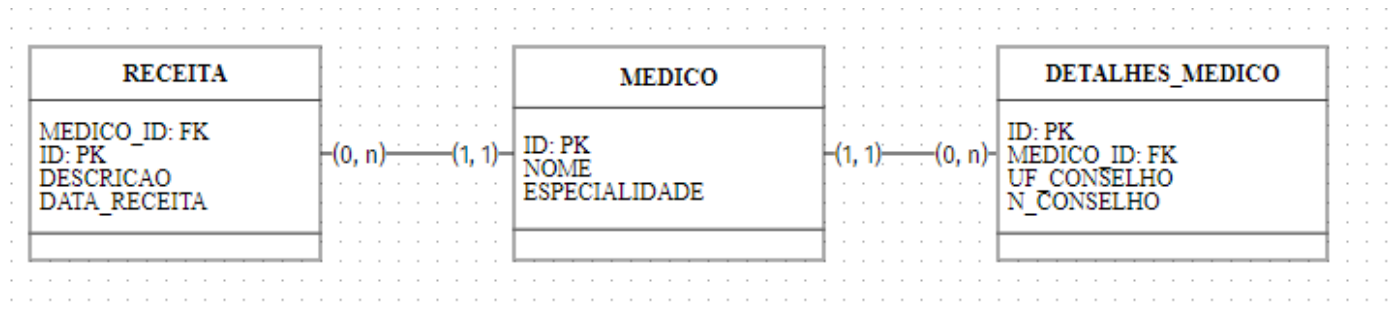 RECEITA
MEDICO_ID: FK
ID: PK
DESCRICAO
DATA_RECEITA
(0, n)
(1, 1)
MEDICO
ID: PK
NOME
ESPECIALIDADE
(1, 1)
(0, n)
DETALHES_MEDICO
ID: PK
MEDICO_ID: FK
UF_CONSELHO
N_CONSELHO